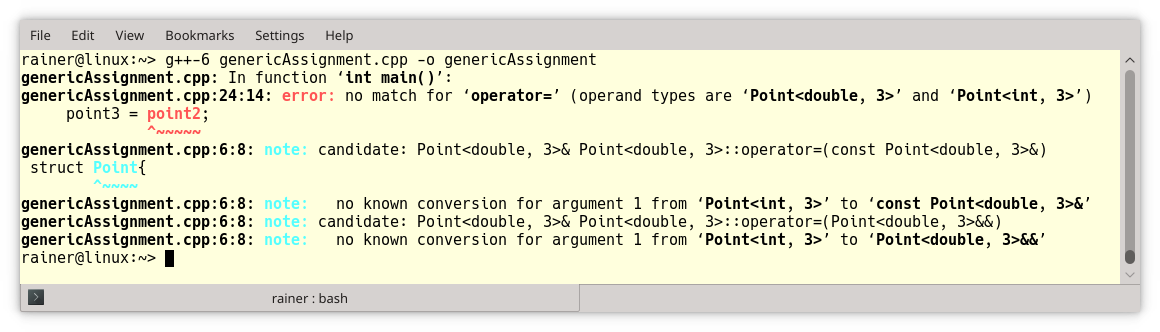 File Edit View Bookmarks Settings Help
rainer@linux:~> g++-6 genericAssignment.cpp -o genericAssignment
genericAssignment.cpp: In function ‘int main()’:
genericAssignment.cpp:24:14: error: no match for ‘operator=’ (operand types are ‘Point<double, 3>’ and ‘Point<int, 3>’)
     point3 = point2;
              ^~~~~~
genericAssignment.cpp:6:8: note: candidate: Point<double, 3>& Point<double, 3>::operator=(const Point<double, 3>&)
 struct Point{
        ^~~~~
genericAssignment.cpp:6:8: note:   no known conversion for argument 1 from ‘Point<int, 3>’ to ‘const Point<double, 3>&’
genericAssignment.cpp:6:8: note: candidate: Point<double, 3>& Point<double, 3>::operator=(Point<double, 3>&&)
genericAssignment.cpp:6:8: note:   no known conversion for argument 1 from ‘Point<int, 3>’ to ‘Point<double, 3>&&’
rainer@linux:~>
rainer : bash